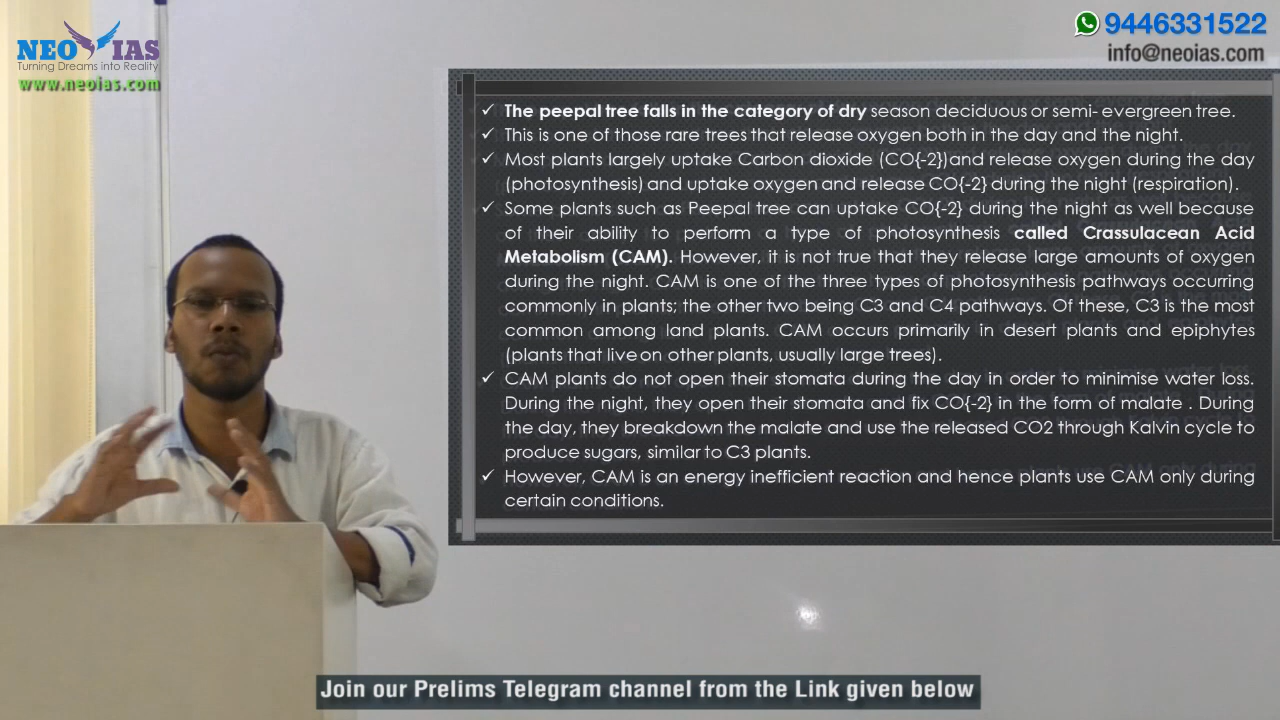 NEO IAS
Turning Dreams into Reality
www.neoias.com
9446331522
info@neoias.com
✓ The peepal tree falls in the category of dry season deciduous or semi- evergreen tree.
✓ This is one of those rare trees that release oxygen both in the day and the night.
✓ Most plants largely uptake Carbon dioxide (CO{-2})and release oxygen during the day
(photosynthesis) and uptake oxygen and release CO{-2} during the night (respiration).
✓ Some plants such as Peepal tree can uptake CO{-2} during the night as well because
of their ability to perform a type of photosynthesis called Crassulacean Acid
Metabolism (CAM). However, it is not true that they release large amounts of oxygen
during the night. CAM is one of the three types of photosynthesis pathways occurring
commonly in plants; the other two being C3 and C4 pathways. Of these, C3 is the most
common among land plants. CAM occurs primarily in desert plants and epiphytes
(plants that live on other plants, usually large trees).
✓ CAM plants do not open their stomata during the day in order to minimise water loss.
During the night, they open their stomata and fix CO{-2} in the form of malate . During
the day, they breakdown the malate and use the released CO2 through Kalvin cycle to
produce sugars, similar to C3 plants.
✓ However, CAM is an energy inefficient reaction and hence plants use CAM only during
certain conditions.
Join our Prelims Telegram channel from the Link given below